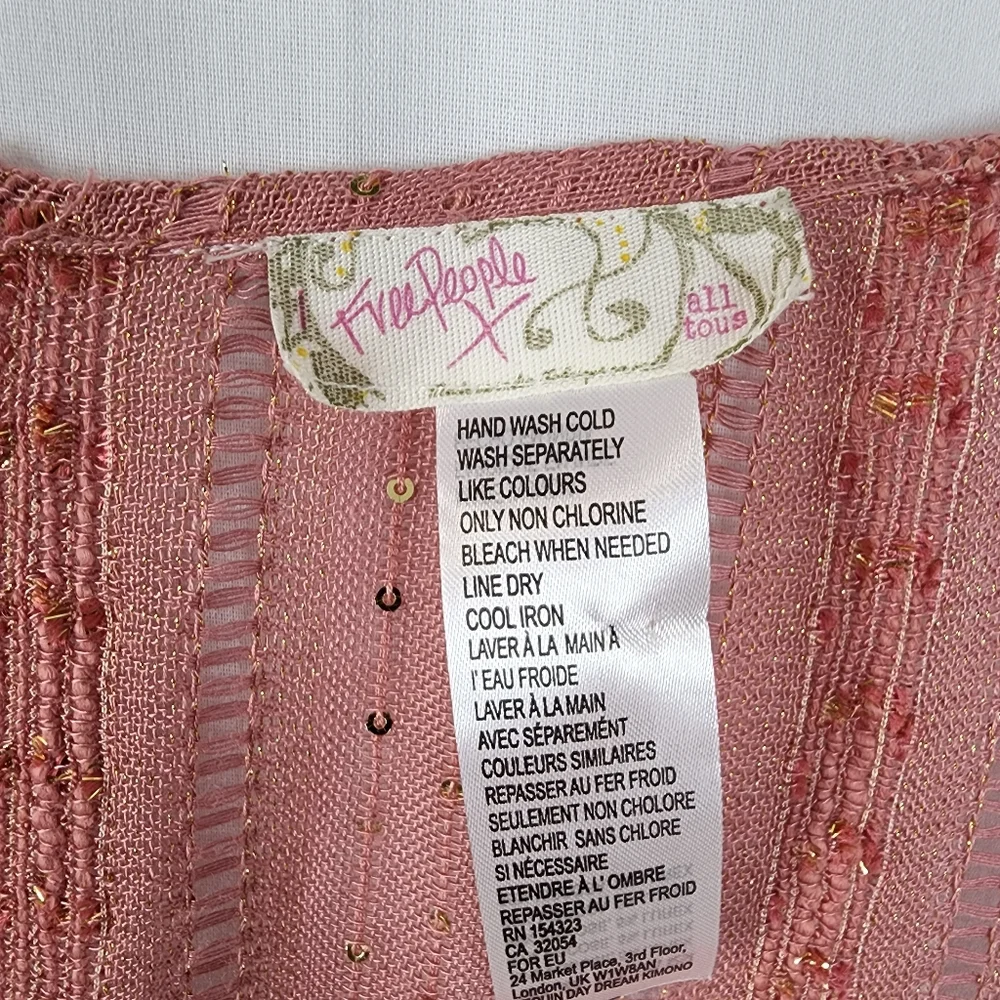 Free People
X
all
tous
HAND WASH COLD
WASH SEPARATELY
LIKE COLOURS
ONLY NON CHLORINE
BLEACH WHEN NEEDED
LINE DRY
COOL IRON
LAVER À LA MAIN À
l'EAU FROIDE
LAVER À LA MAIN
AVEC SÉPARÉMENT
COULEURS SIMILAIRES
REPASSER AU FER FROID
SEULEMENT NON CHOLORE
BLANCHIR SANS CHLORE
SI NÉCESSAIRE
ETENDRE À L'OMBRE
REPASSER AU FER FROID
RN 154323
CA 32054
FOR EU
24 Market Place, 3rd Floor,
London, UK W1W8AN
DAY DREAM KIMONO